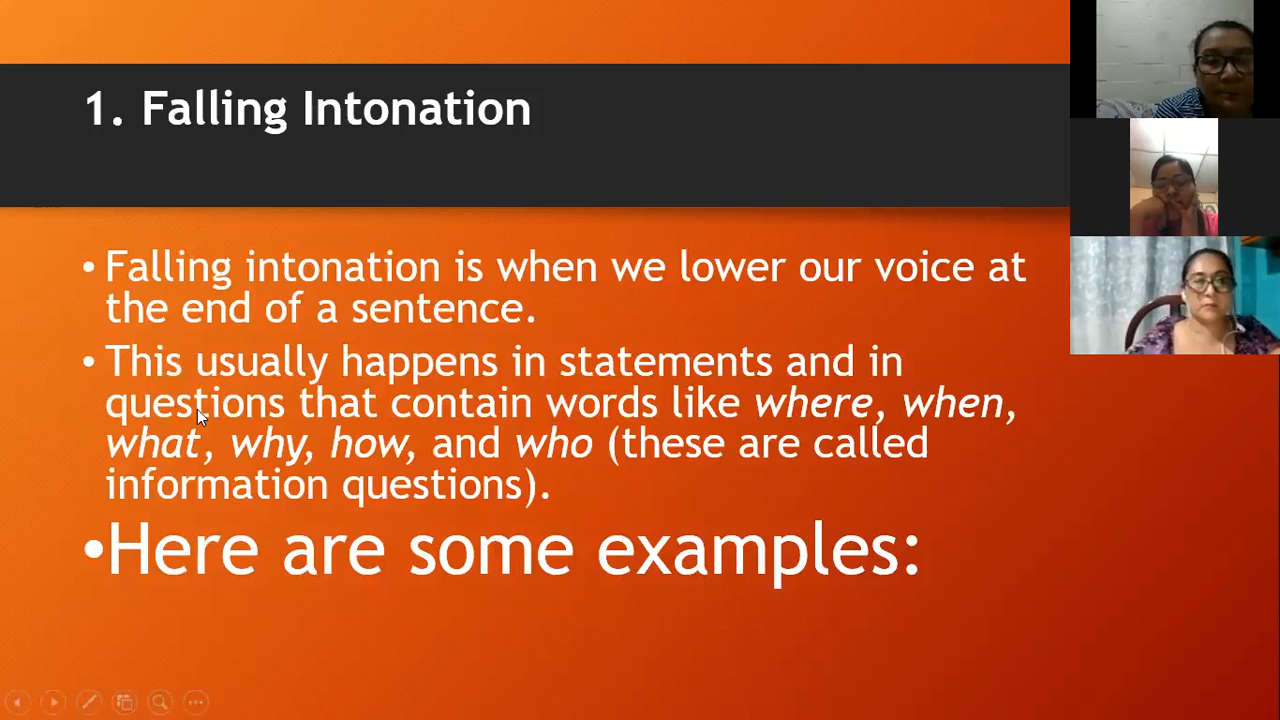 1. Falling Intonation
• Falling intonation is when we lower our voice at
the end of a sentence.
• This usually happens in statements and in
questions that contain words like where, when,
what, why, how, and who (these are called
information questions).
•Here are some examples: